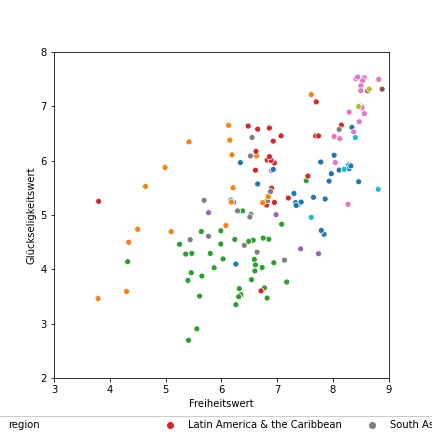 8
7
6
5
4
3
2
Glückseligkeitswert
3 4 5 6 7 8 9
Freiheitswert
region Latin America & the Caribbean South As